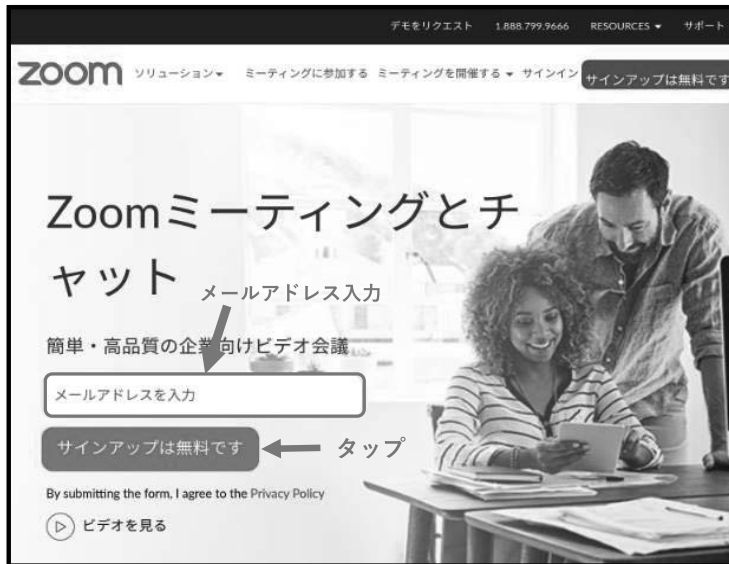 デモをリクエスト 1.888.799.9666 RESOURCES サポート
zoom ソリューション ミーティングに参加する ミーティングを開催する サインイン サインアップは無料です
Zoomミーティングとチ
ャット
メールアドレス入力
簡単・高品質の企業向けビデオ会議
メールアドレスを入力
サインアップは無料です タップ
By submitting the form, I agree to the Privacy Policy
ビデオを見る